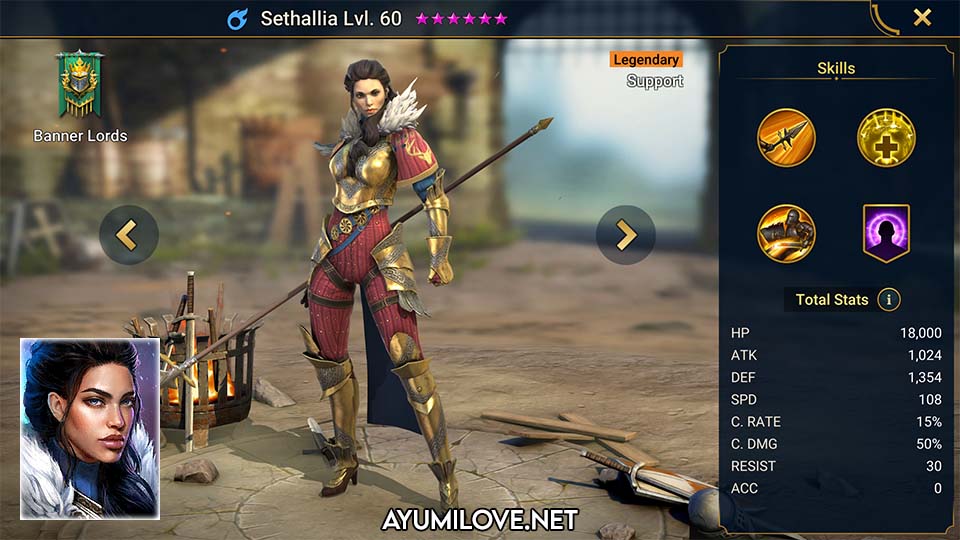 Sethallia Lvl. 60
Banner Lords
Legendary
Support
Skills
Total Stats i
HP 18,000
ATK 1,024
DEF 1,354
SPD 108
C. RATE 15%
C. DMG 50%
RESIST 30
ACC 0
AYUMILOVE.NET